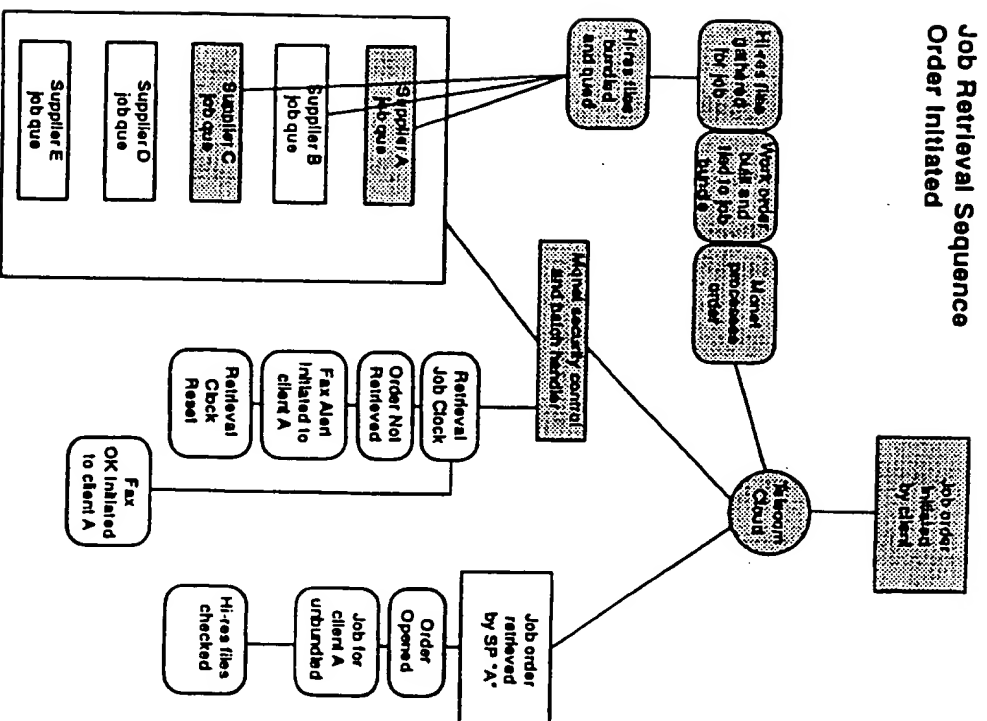 Job Retrieval Sequence
Order Initiated
Job order
initiated
by client
Telecom
Cloud
Hi-res files
gathered
for job
Work order
built and
tied to job
bundle
Monet
processes
order
Hi-res files
bundled
and qued
Monet security control
and batch handler
Supplier A
job que
Supplier B
job que
Supplier C
job que
Supplier D
job que
Supplier E
job que
Retrieval
Job Clock
Order Not
Retrieved
Fax Alert
Initiated to
client A
Retrieval
Clock
Reset
Fax
OK Initiated
to client A
Job order
retrieved
by SP "A"
Order
Opened
Job for
client A
unbundled
Hi-res files
checked